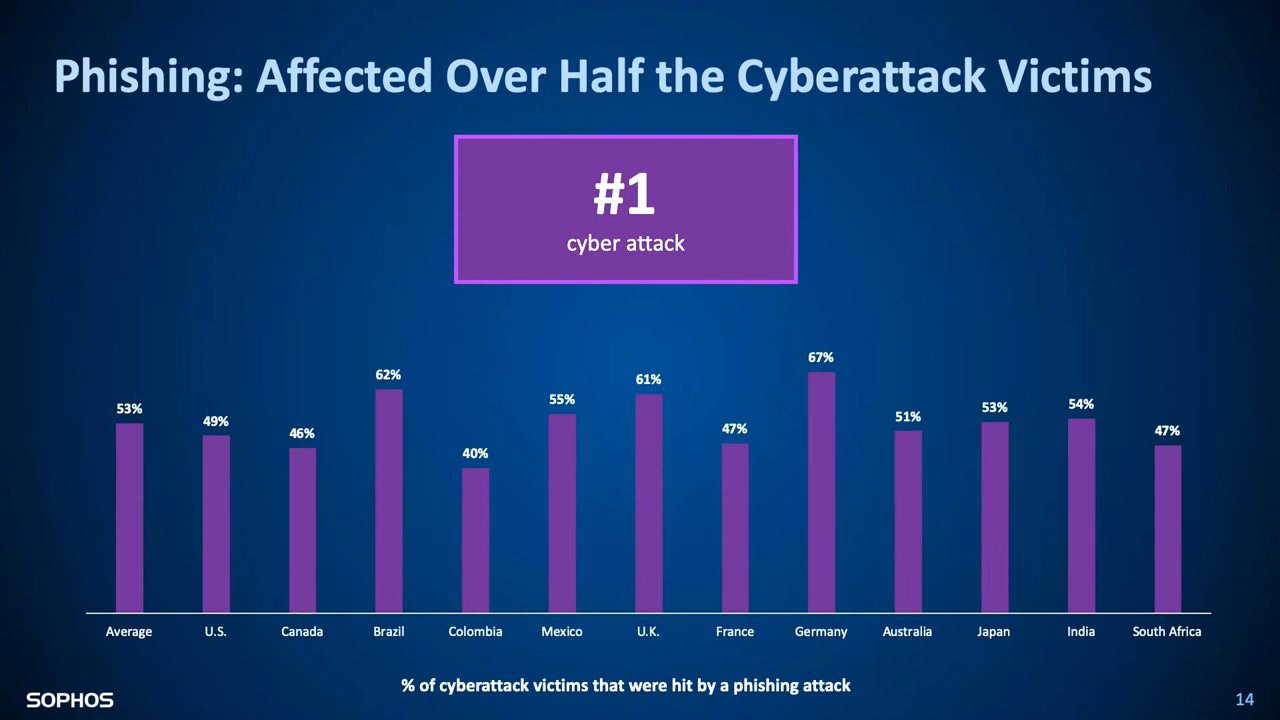 Phishing: Affected Over Half the Cyberattack Victims
#1
cyber attack
53%
49%
46%
62%
40%
55%
61%
47%
67%
51%
53%
54%
47%
Average
U.S.
Canada
Brazil
Colombia
Mexico
U.K.
France
Germany
Australia
Japan
India
South Africa
% of cyberattack victims that were hit by a phishing attack
SOPHOS
14